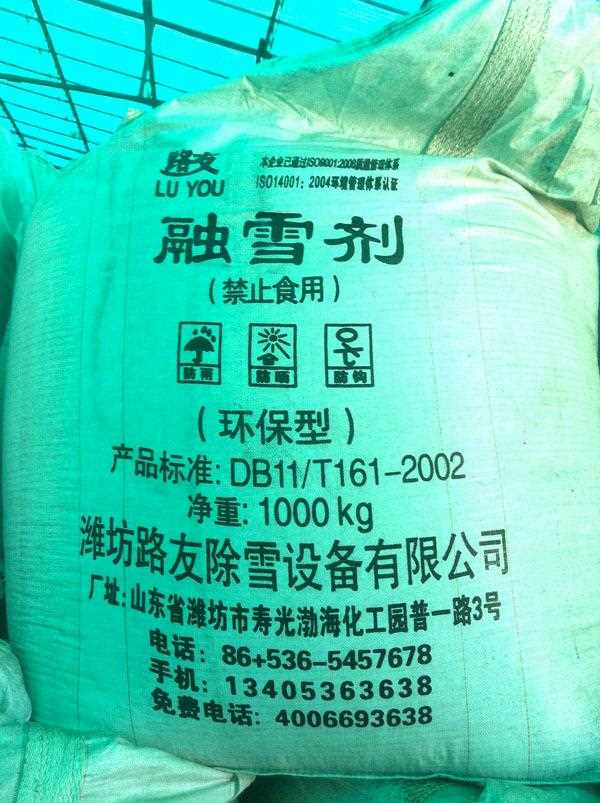 路友
LU YOU
本企业已通过ISO9001:2008质量管理体系
ISO14001：2004环境管理体系认证
融雪剂
（禁止食用）
防雨 防晒 防钩
（环保型）
产品标准: DB11/T161-2002
净重: 1000kg
潍坊路友除雪设备有限公司
厂址:山东省潍坊市寿光渤海化工园普一路3号
电话：86+536-5457678
手机：13405363638
免费电话：4006693638